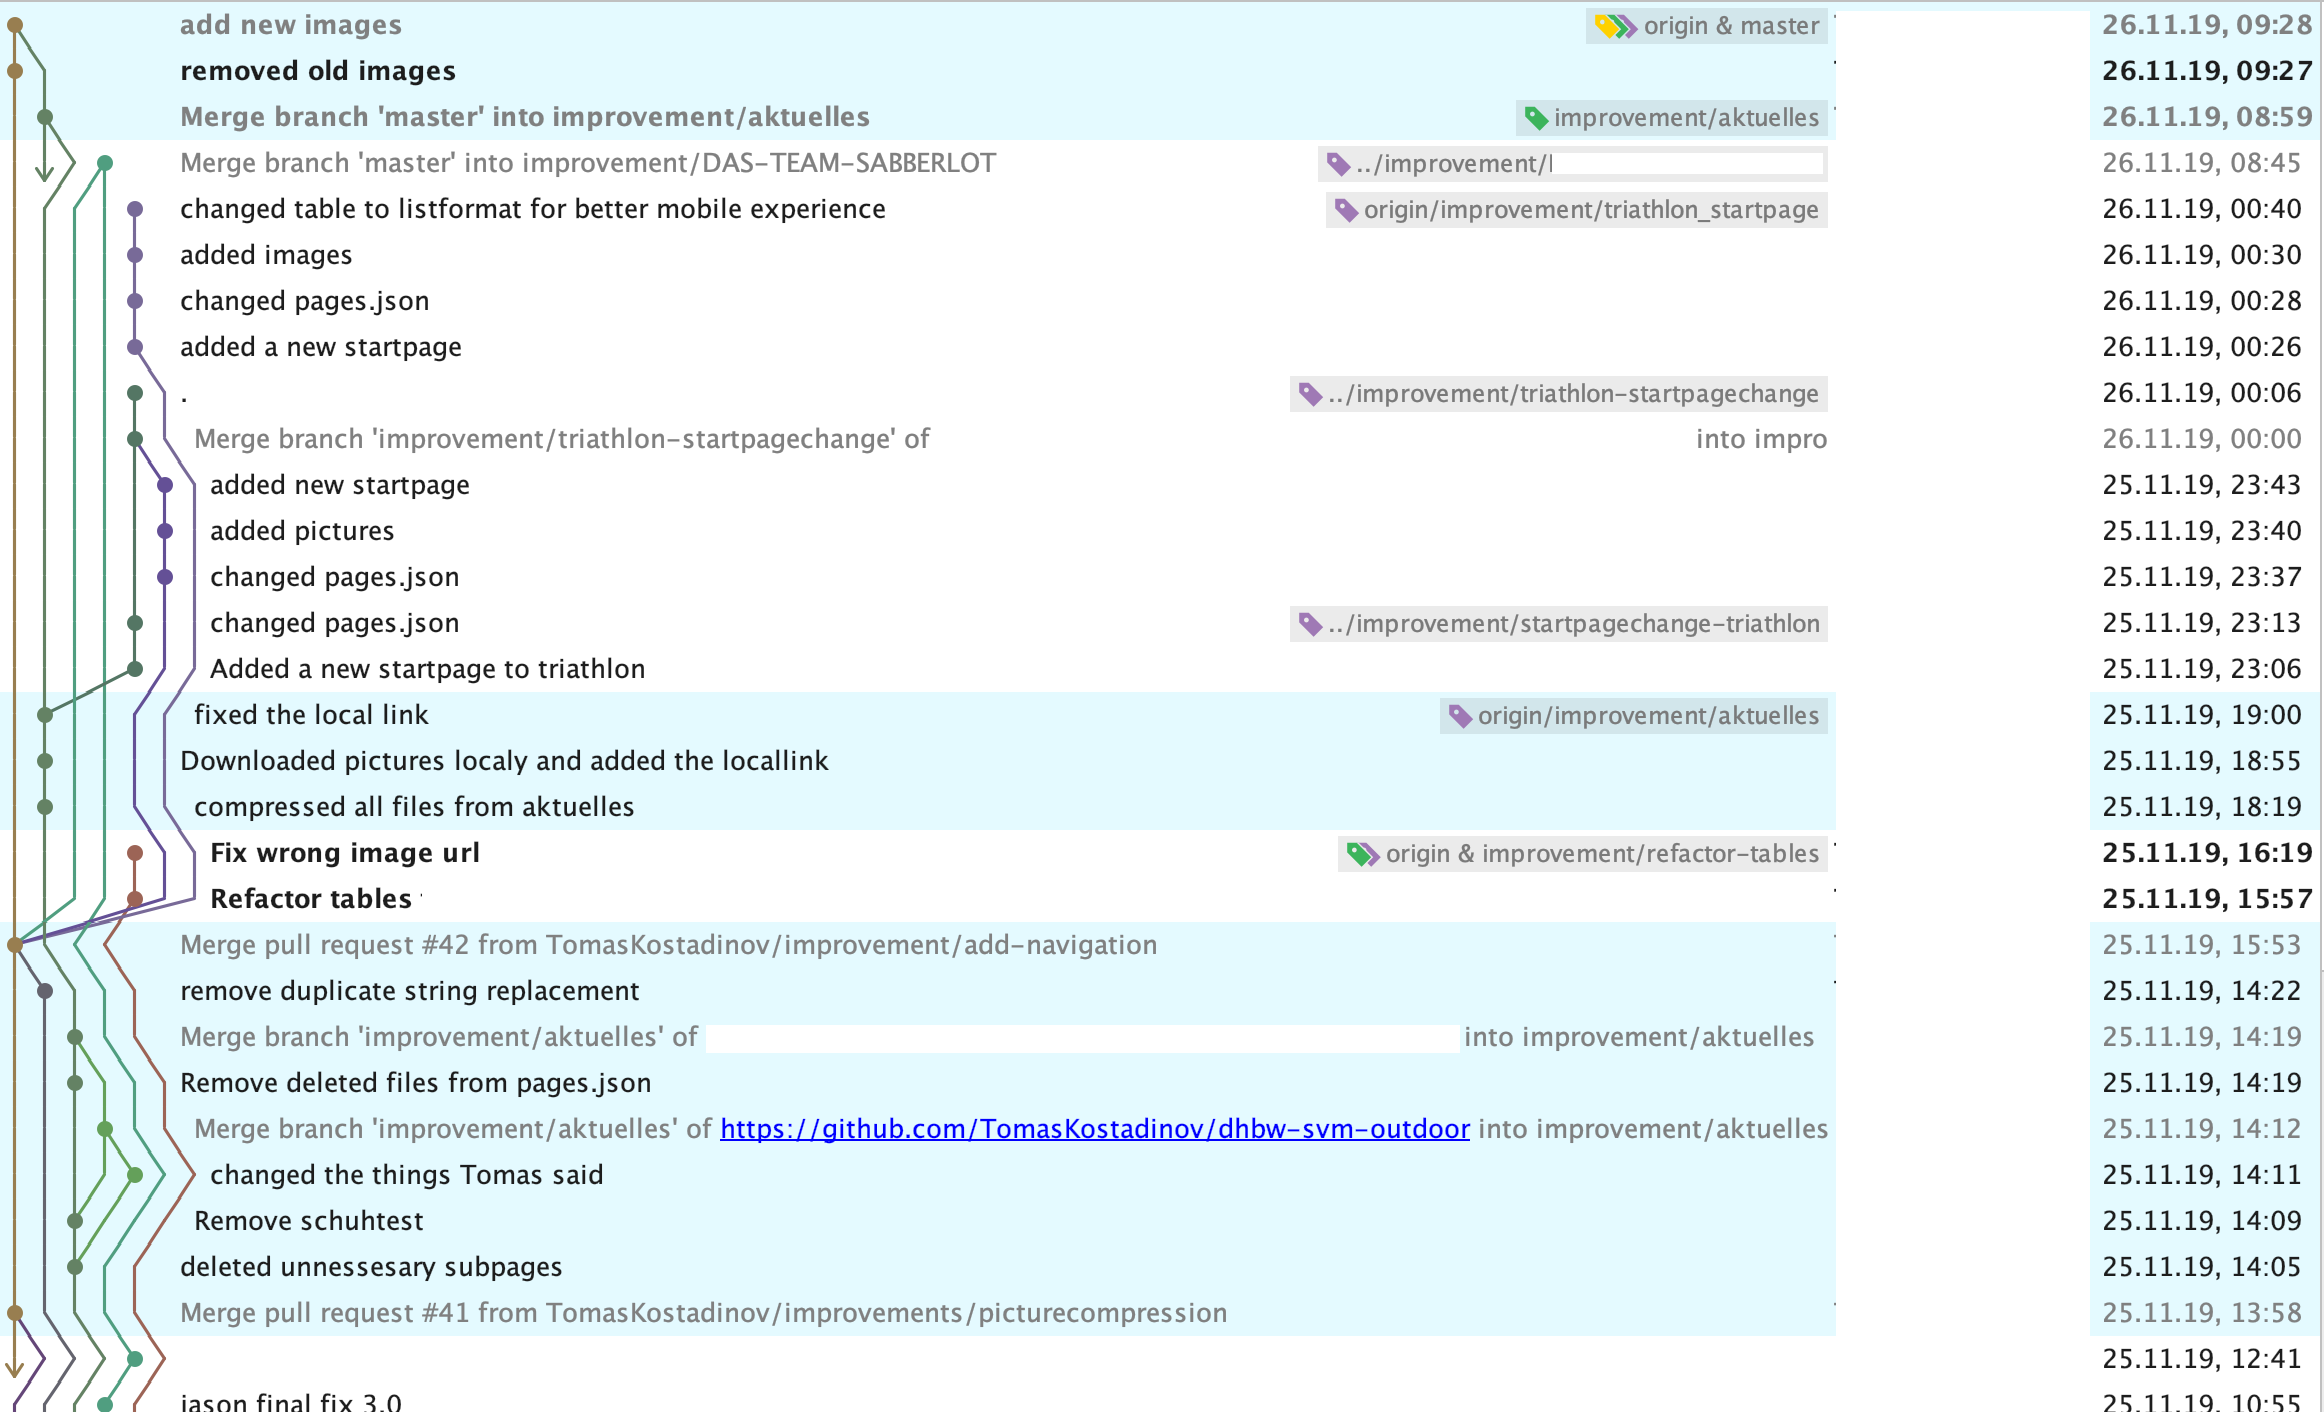 add new images origin & master 26.11.19, 09:28
removed old images 26.11.19, 09:27
Merge branch 'master' into improvement/aktuelles improvement/aktuelles 26.11.19, 08:59
Merge branch 'master' into improvement/DAS-TEAM-SABBERLOT ../improvement/ 26.11.19, 08:45
changed table to listformat for better mobile experience origin/improvement/triathlon_startpage 26.11.19, 00:40
added images 26.11.19, 00:30
changed pages.json 26.11.19, 00:28
added a new startpage 26.11.19, 00:26
. ../improvement/triathlon-startpagechange 26.11.19, 00:06
Merge branch 'improvement/triathlon-startpagechange' of into impro 26.11.19, 00:00
added new startpage 25.11.19, 23:43
added pictures 25.11.19, 23:40
changed pages.json 25.11.19, 23:37
changed pages.json ../improvement/startpagechange-triathlon 25.11.19, 23:13
Added a new startpage to triathlon 25.11.19, 23:06
fixed the local link origin/improvement/aktuelles 25.11.19, 19:00
Downloaded pictures localy and added the locallink 25.11.19, 18:55
compressed all files from aktuelles 25.11.19, 18:19
Fix wrong image url origin & improvement/refactor-tables 25.11.19, 16:19
Refactor tables 25.11.19, 15:57
Merge pull request #42 from TomasKostadinov/improvement/add-navigation 25.11.19, 15:53
remove duplicate string replacement 25.11.19, 14:22
Merge branch 'improvement/aktuelles' of into improvement/aktuelles 25.11.19, 14:19
Remove deleted files from pages.json 25.11.19, 14:19
Merge branch 'improvement/aktuelles' of https://github.com/TomasKostadinov/dhbw-svm-outdoor into improvement/aktuelles 25.11.19, 14:12
changed the things Tomas said 25.11.19, 14:11
Remove schuhtest 25.11.19, 14:09
deleted unnessesary subpages 25.11.19, 14:05
Merge pull request #41 from TomasKostadinov/improvements/picturecompression 25.11.19, 13:58
25.11.19, 12:41
jason final fix 3.0 25.11.19, 10:55